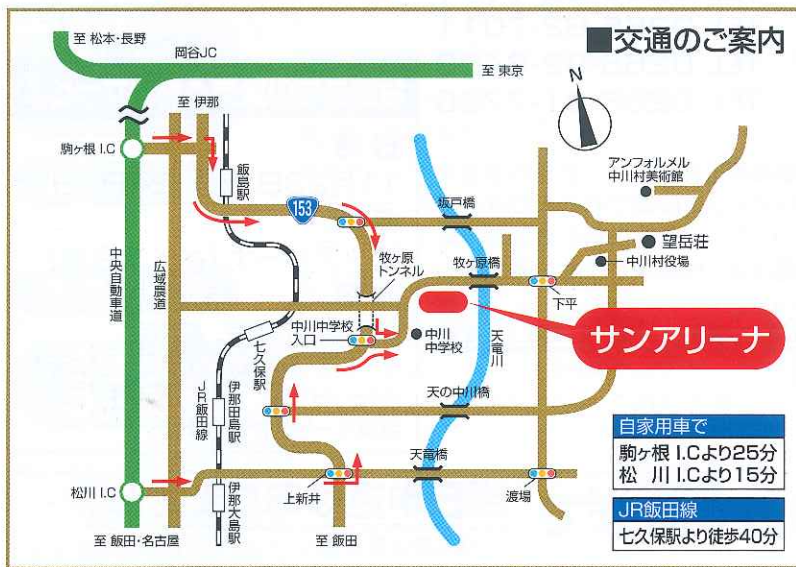 ■交通のご案内
至 松本・長野
岡谷JC
至 東京
N
至 伊那
駒ヶ根 I.C
飯島駅
153
坂戸橋
アンフォルメル
中川村美術館
望岳荘
中川村役場
中央自動車道
広域農道
牧ヶ原
トンネル
牧ヶ原橋
下平
サンアリーナ
中川中学校
入口
中川
中学校
天竜川
七久保駅
JR飯田線
伊那田島駅
天の中川橋
天竜橋
松川 I.C
上新井
渡場
伊那大島駅
至 飯田・名古屋
至 飯田
自家用車で
駒ヶ根 I.Cより25分
松 川 I.Cより15分
JR飯田線
七久保駅より徒歩40分